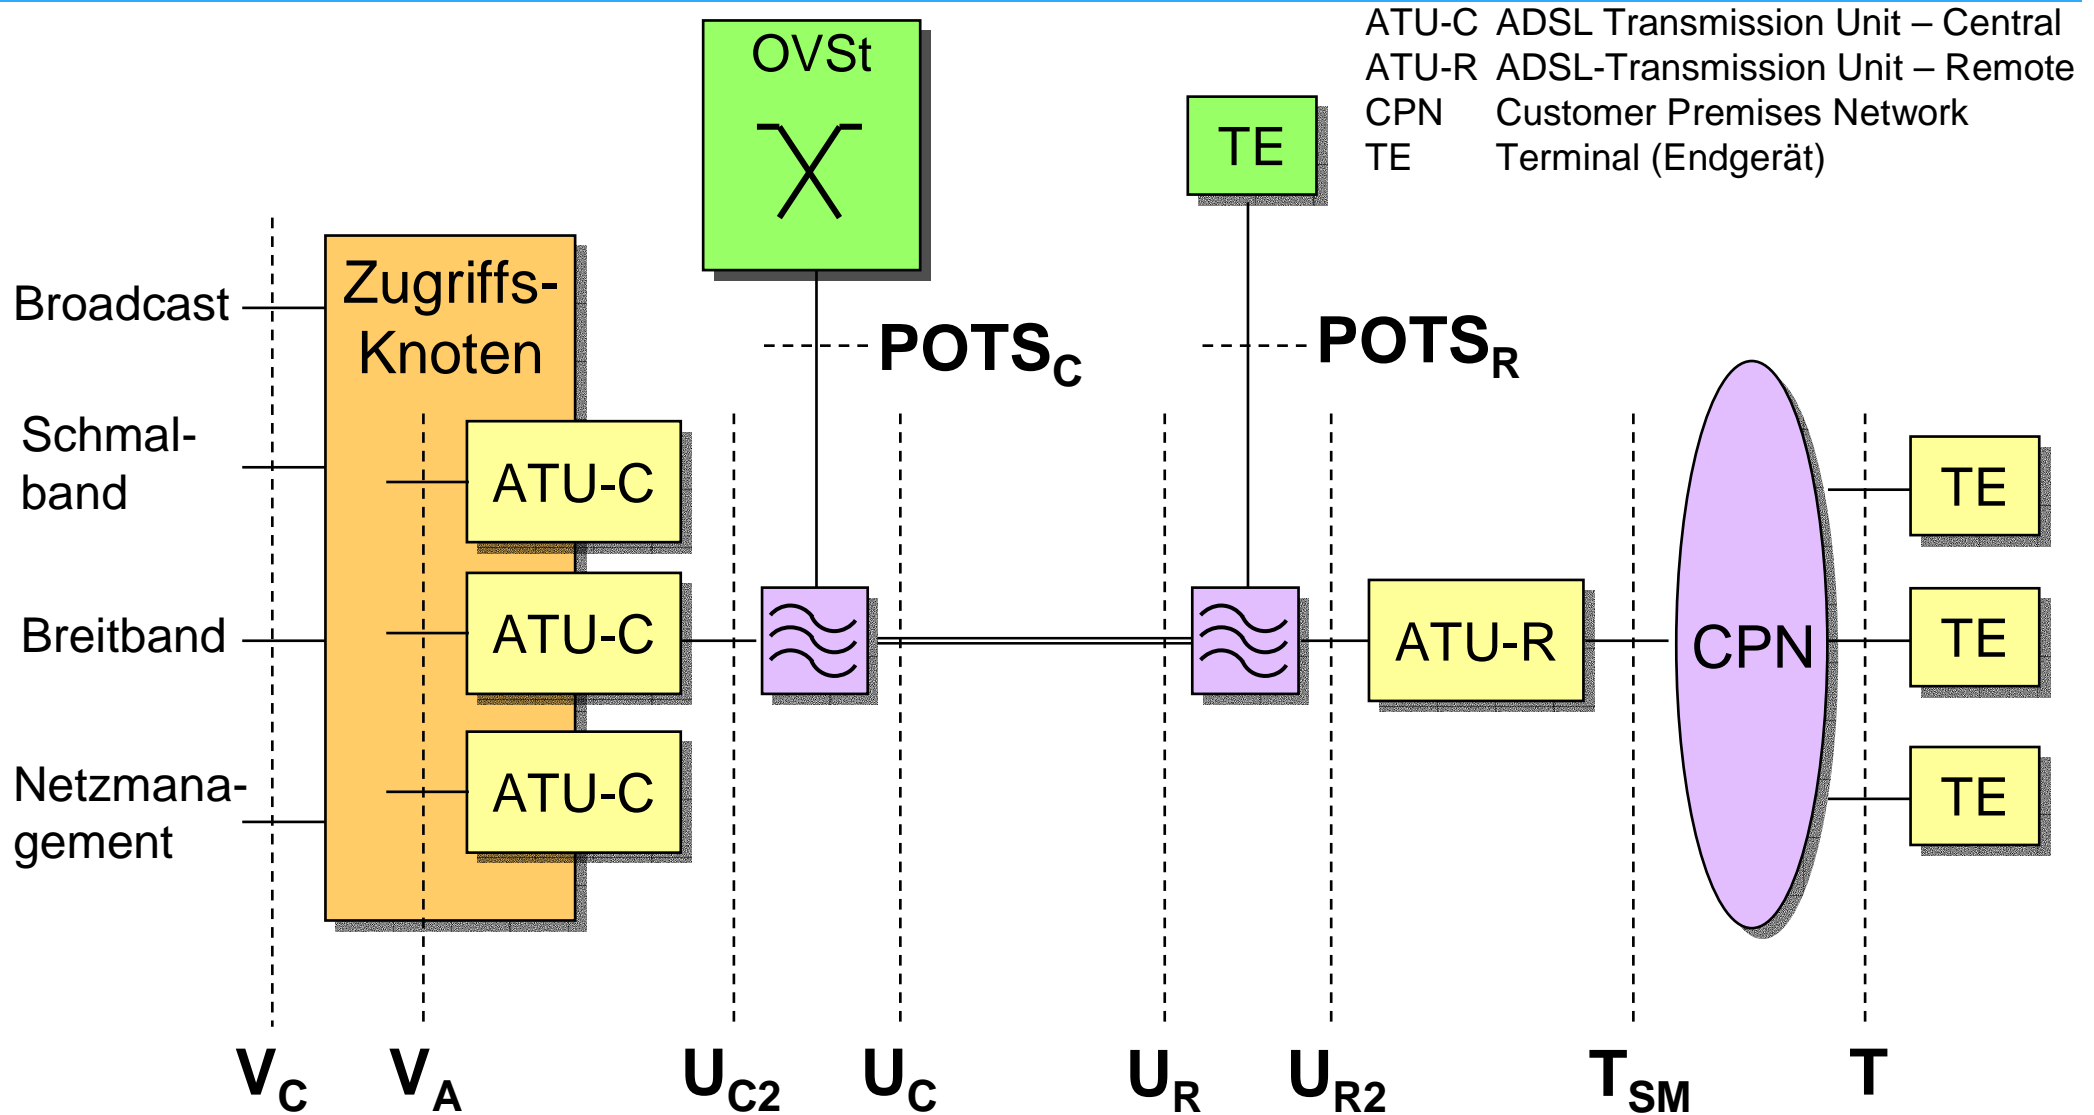 ATU-C ADSL Transmission Unit – Central
ATU-R ADSL-Transmission Unit – Remote
CPN Customer Premises Network
TE Terminal (Endgerät)
OVSt
TE
Zugriffs-
Knoten
Broadcast
Schmal-
band
Breitband
Netzmana-
gement
POTSC
POTSR
ATU-C
ATU-C
ATU-C
ATU-R
CPN
TE
TE
TE
VC VA UC2 UC UR UR2 TSM T